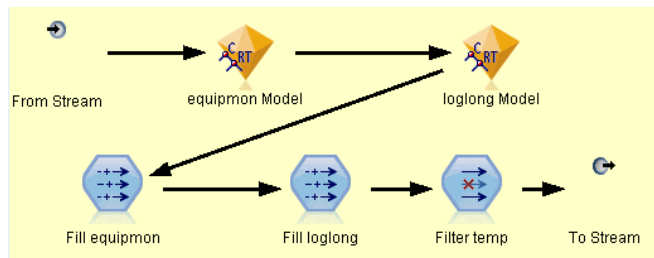 From Stream
C
RT
equipmon Model
C
RT
loglong Model
Fill equipmon
Fill loglong
Filter temp
To Stream